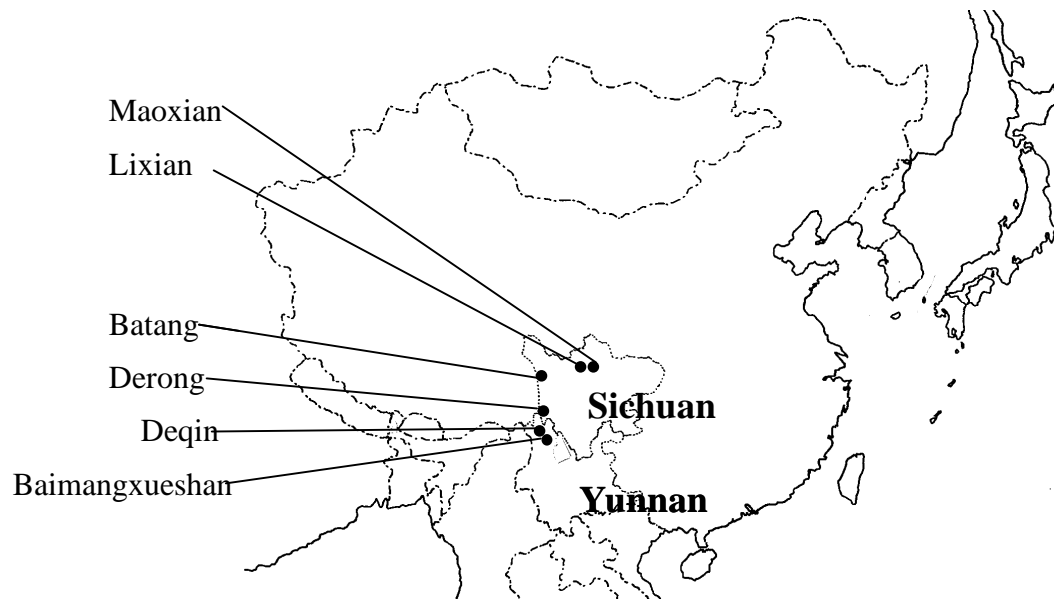 Maoxian
Lixian
Batang
Derong
Sichuan
Deqin
Baimangxueshan
Yunnan